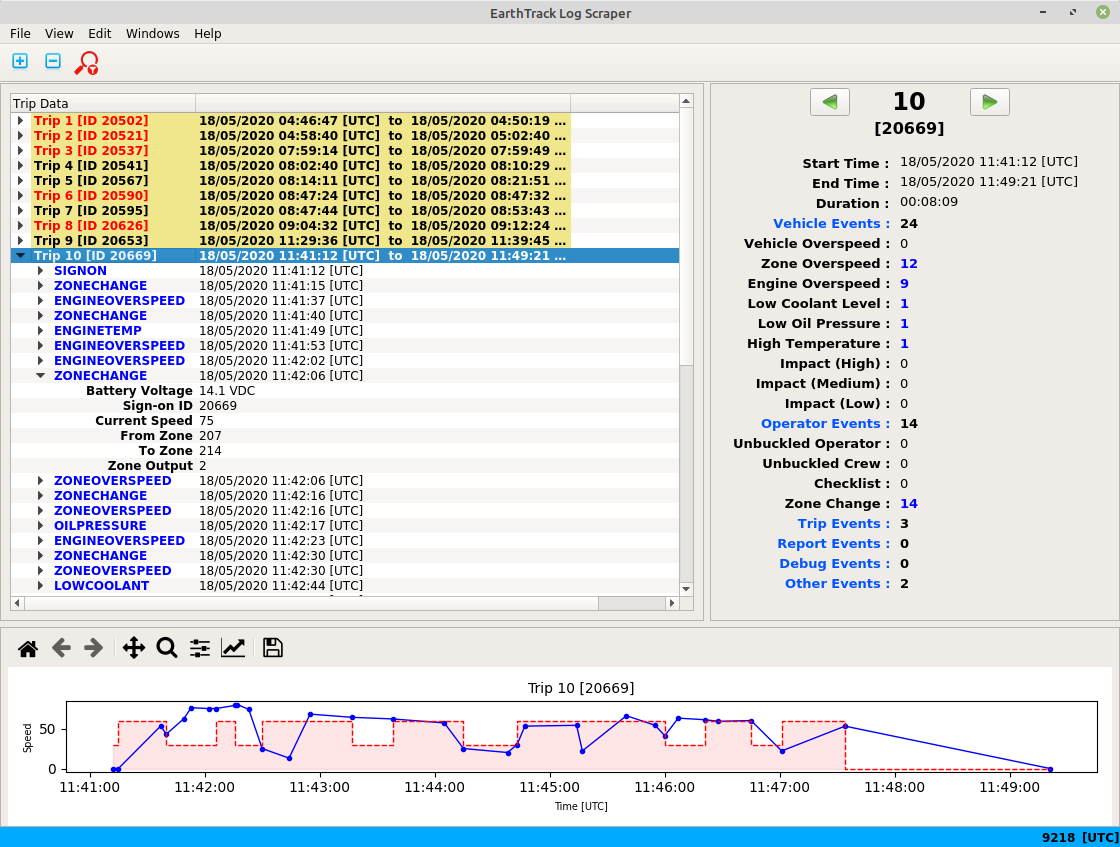 EarthTrack Log Scraper
File View Edit Windows Help
Trip Data
Trip 1 [ID 20502] 18/05/2020 04:46:47 [UTC] to 18/05/2020 04:50:19 ...
Trip 2 [ID 20521] 18/05/2020 04:58:40 [UTC] to 18/05/2020 05:02:40 ...
Trip 3 [ID 20537] 18/05/2020 07:59:14 [UTC] to 18/05/2020 07:59:49 ...
Trip 4 [ID 20541] 18/05/2020 08:02:40 [UTC] to 18/05/2020 08:10:29 ...
Trip 5 [ID 20567] 18/05/2020 08:14:11 [UTC] to 18/05/2020 08:21:51 ...
Trip 6 [ID 20590] 18/05/2020 08:47:24 [UTC] to 18/05/2020 08:47:32 ...
Trip 7 [ID 20595] 18/05/2020 08:47:44 [UTC] to 18/05/2020 08:53:43 ...
Trip 8 [ID 20626] 18/05/2020 09:04:32 [UTC] to 18/05/2020 09:12:24 ...
Trip 9 [ID 20653] 18/05/2020 11:29:36 [UTC] to 18/05/2020 11:39:45 ...
Trip 10 [ID 20669] 18/05/2020 11:41:12 [UTC] to 18/05/2020 11:49:21 ...
SIGNON 18/05/2020 11:41:12 [UTC]
ZONECHANGE 18/05/2020 11:41:15 [UTC]
ENGINEOVERSPEED 18/05/2020 11:41:37 [UTC]
ZONECHANGE 18/05/2020 11:41:40 [UTC]
ENGINETEMP 18/05/2020 11:41:49 [UTC]
ENGINEOVERSPEED 18/05/2020 11:41:53 [UTC]
ENGINEOVERSPEED 18/05/2020 11:42:02 [UTC]
ZONECHANGE 18/05/2020 11:42:06 [UTC]
Battery Voltage 14.1 VDC
Sign-on ID 20669
Current Speed 75
From Zone 207
To Zone 214
Zone Output 2
ZONEOVERSPEED 18/05/2020 11:42:06 [UTC]
ZONECHANGE 18/05/2020 11:42:16 [UTC]
ZONEOVERSPEED 18/05/2020 11:42:16 [UTC]
OILPRESSURE 18/05/2020 11:42:17 [UTC]
ENGINEOVERSPEED 18/05/2020 11:42:23 [UTC]
ZONECHANGE 18/05/2020 11:42:30 [UTC]
ZONEOVERSPEED 18/05/2020 11:42:30 [UTC]
LOWCOOLANT 18/05/2020 11:42:44 [UTC]
10
[20669]
Start Time : 18/05/2020 11:41:12 [UTC]
End Time : 18/05/2020 11:49:21 [UTC]
Duration : 00:08:09
Vehicle Events : 24
Vehicle Overspeed : 0
Zone Overspeed : 12
Engine Overspeed : 9
Low Coolant Level : 1
Low Oil Pressure : 1
High Temperature : 1
Impact (High) : 0
Impact (Medium) : 0
Impact (Low) : 0
Operator Events : 14
Unbuckled Operator : 0
Unbuckled Crew : 0
Checklist : 0
Zone Change : 14
Trip Events : 3
Report Events : 0
Debug Events : 0
Other Events : 2
Trip 10 [20669]
Speed
50
0
11:41:00 11:42:00 11:43:00 11:44:00 11:45:00 11:46:00 11:47:00 11:48:00 11:49:00
Time [UTC]
9218 [UTC]